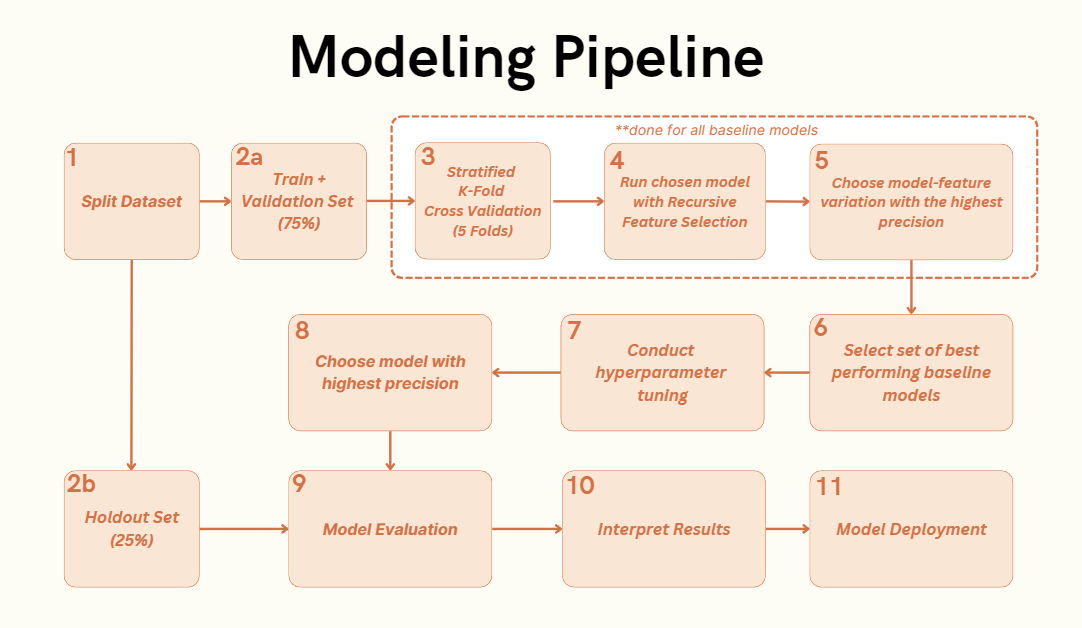 Modeling Pipeline
**done for all baseline models
1
Split Dataset
2a
Train +
Validation Set
(75%)
3
Stratified
K-Fold
Cross Validation
(5 Folds)
4
Run chosen model
with Recursive
Feature Selection
5
Choose model-feature
variation with the highest
precision
6
Select set of best
performing baseline
models
7
Conduct
hyperparameter
tuning
8
Choose model with
highest precision
2b
Holdout Set
(25%)
9
Model Evaluation
10
Interpret Results
11
Model Deployment